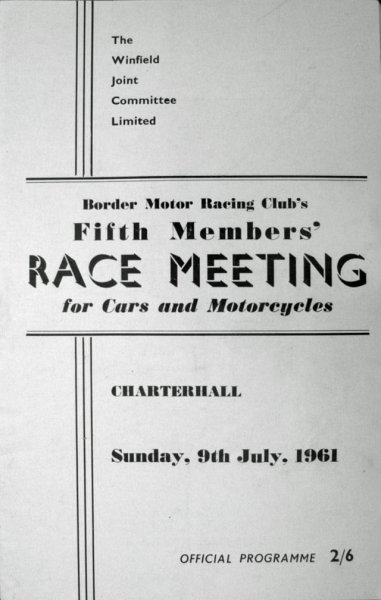 The
Winfield
Joint
Committee
Limited
Border Motor Racing Club's
Fifth Members'
RACE MEETING
for Cars and Motorcycles
CHARTERHALL
Sunday, 9th July, 1961
OFFICIAL PROGRAMME 2/6